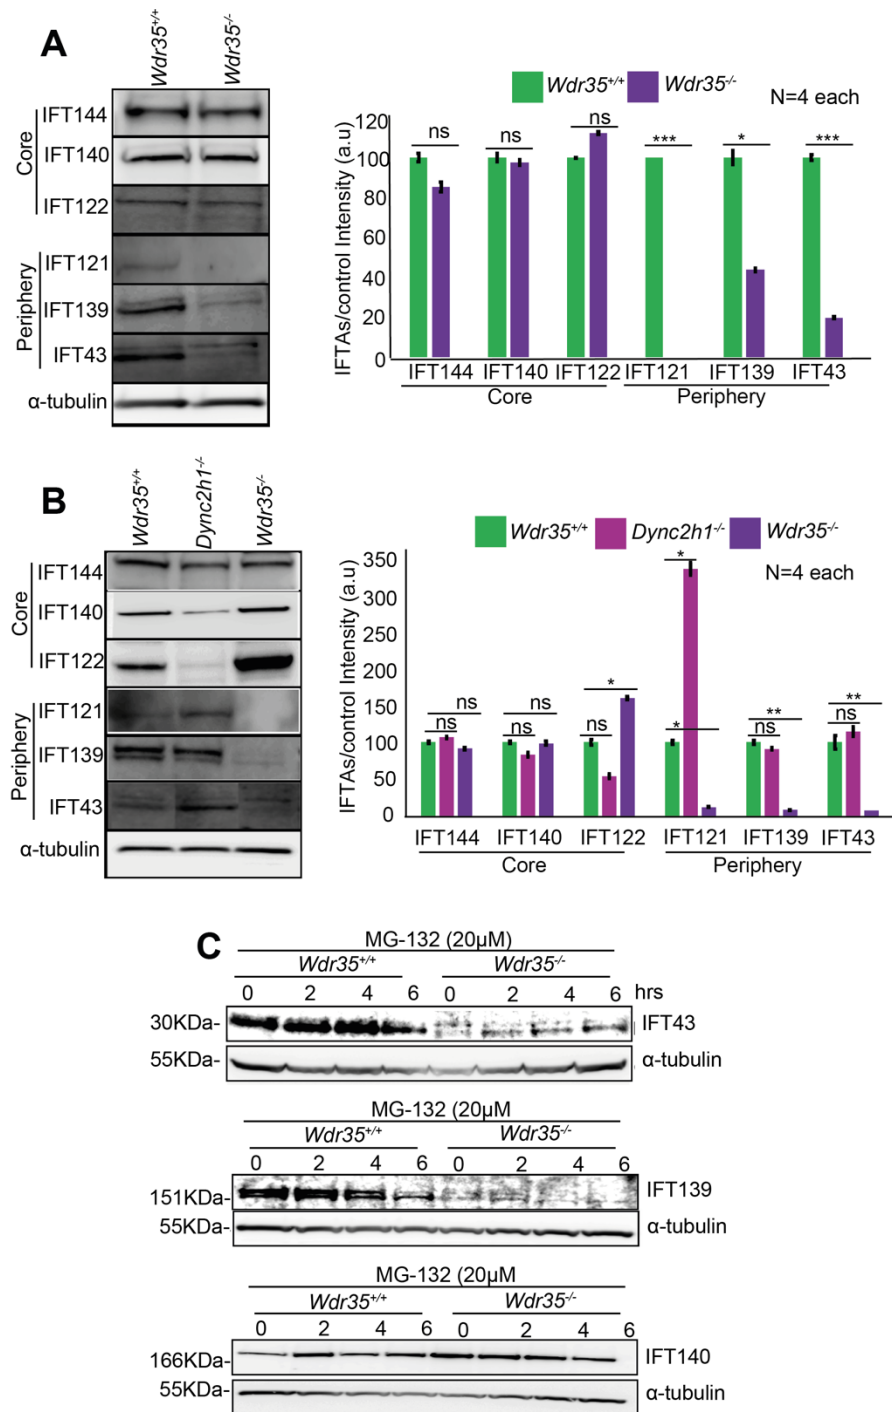 A
Wdr35+/+
Wdr35-/-
Core
IFT144
IFT140
IFT122
Periphery
IFT121
IFT139
IFT43
α-tubulin
Wdr35+/+ Wdr35-/-
N=4 each
IFTAs/control Intensity (a.u)
120
100
80
60
40
20
0
ns ns ns *** * ***
IFT144 IFT140 IFT122 IFT121 IFT139 IFT43
Core Periphery
B
Wdr35+/+
Dync2h1-/-
Wdr35-/-
Core
IFT144
IFT140
IFT122
Periphery
IFT121
IFT139
IFT43
α-tubulin
Wdr35+/+ Dync2h1-/- Wdr35-/-
N=4 each
IFTAs/control Intensity (a.u)
350
300
250
200
150
100
50
0
*
ns ns * * ** **
ns ns ns ns ns
IFT144 IFT140 IFT122 IFT121 IFT139 IFT43
Core Periphery
C
MG-132 (20μM)
Wdr35+/+ Wdr35-/-
0 2 4 6 0 2 4 6 hrs
30KDa- IFT43
55KDa- α-tubulin
MG-132 (20μM
Wdr35+/+ Wdr35-/-
0 2 4 6 0 2 4 6
151KDa- IFT139
55KDa- α-tubulin
MG-132 (20μM
Wdr35+/+ Wdr35-/-
0 2 4 6 0 2 4 6
166KDa- IFT140
55KDa- α-tubulin